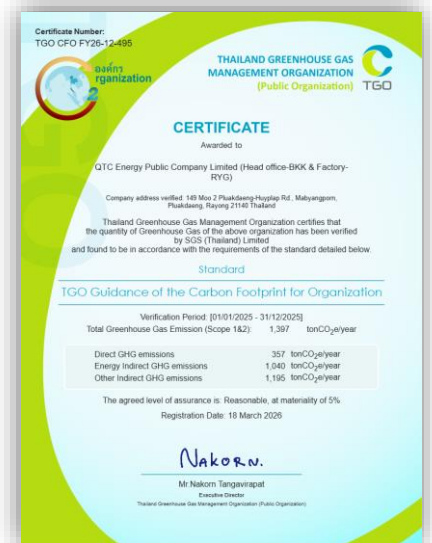 Certificate Number:
TGO CFO FY26-12-495
องค์กร
rganization
2
THAILAND GREENHOUSE GAS
MANAGEMENT ORGANIZATION
(Public Organization)
TGO
CERTIFICATE
Awarded to
QTC Energy Public Company Limited (Head office-BKK & Factory-
RYG)
Company address verified: 149 Moo 2 Pluakdaeng-Huyplap Rd., Mabyangporn,
Pluakdaeng, Rayong 21140 Thailand
Thailand Greenhouse Gas Management Organization certifies that
the quantity of Greenhouse Gas of the above organization has been verified
by SGS (Thailand) Limited
and found to be in accordance with the requirements of the standard detailed below.
Standard
TGO Guidance of the Carbon Footprint for Organization
Verification Period: [01/01/2025 - 31/12/2025]
Total Greenhouse Gas Emission (Scope 1&2) 1,397 tonCO₂e/year
Direct GHG emissions 357 tonCO₂e/year
Energy Indirect GHG emissions 1,040 tonCO₂e/year
Other Indirect GHG emissions 1,195 tonCO₂e/year
The agreed level of assurance is: Reasonable, at materiality of 5%
Registration Date: 18 March 2026
NAKORN.
Mr.Nakorn Tangavirapat
Executive Director
Thailand Greenhouse Gas Management Organization (Public Organization)